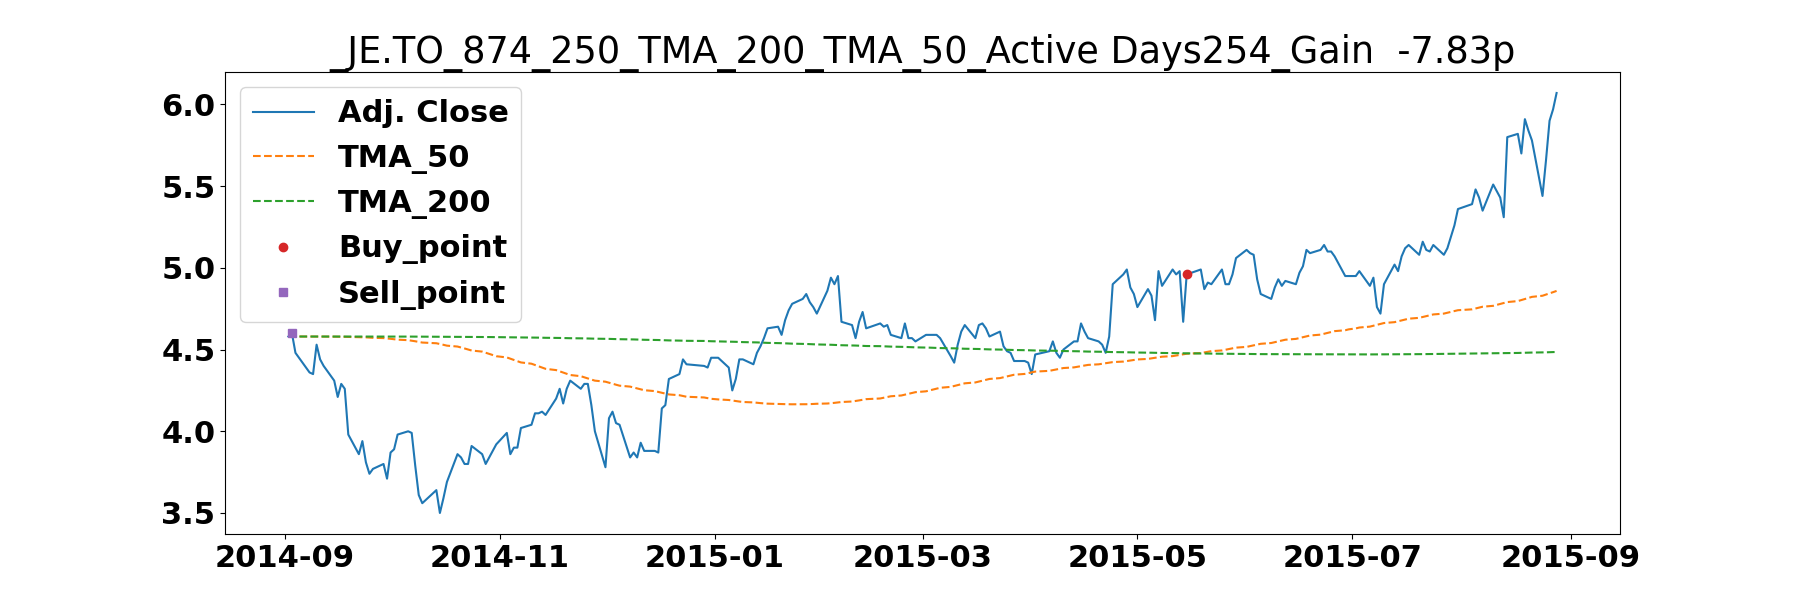 _JE.TO_874_250_TMA_200_TMA_50_Active Days254_Gain  -7.83p
Adj. Close
TMA_50
TMA_200
Buy_point
Sell_point
6.0
5.5
5.0
4.5
4.0
3.5
2014-09 2014-11 2015-01 2015-03 2015-05 2015-07 2015-09